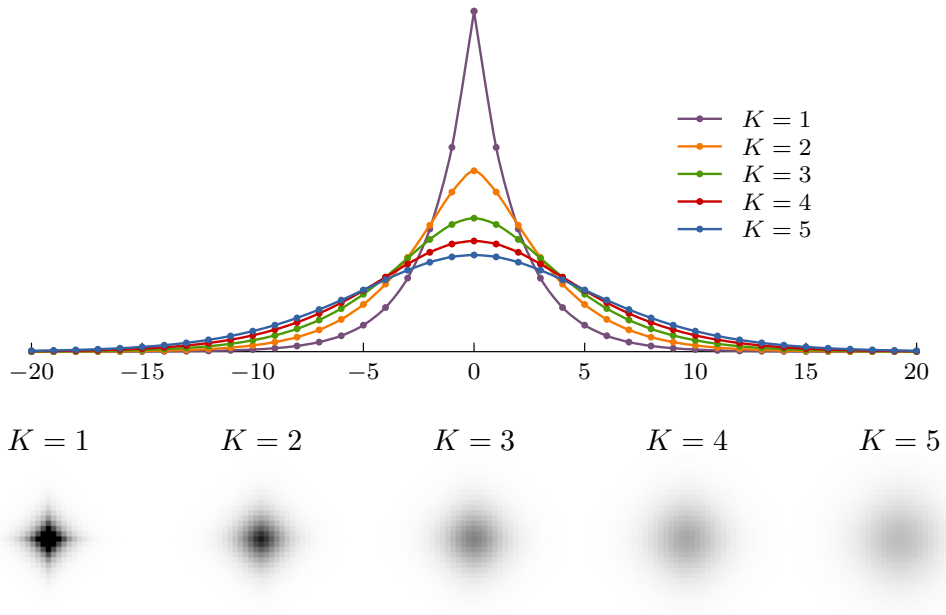 K = 1
K = 2
K = 3
K = 4
K = 5
−20 −15 −10 −5 0 5 10 15 20
K = 1 K = 2 K = 3 K = 4 K = 5